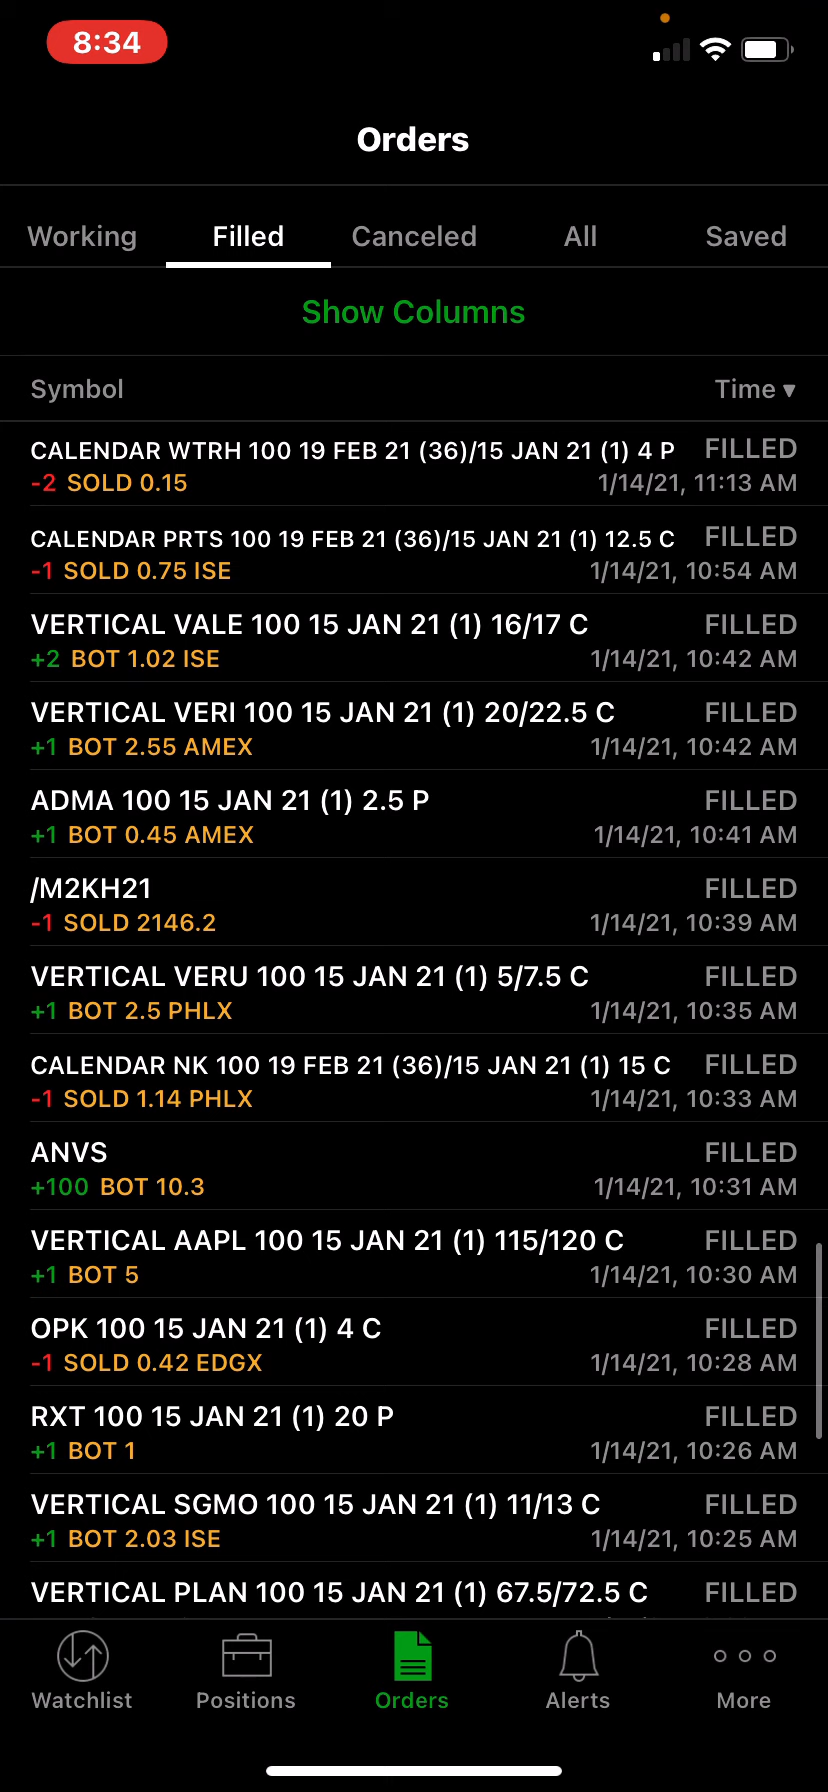 8:34
Orders
Working Filled Canceled All Saved
Show Columns
Symbol Time ▾
CALENDAR WTRH 100 19 FEB 21 (36)/15 JAN 21 (1) 4 P FILLED
-2 SOLD 0.15 1/14/21, 11:13 AM
CALENDAR PRTS 100 19 FEB 21 (36)/15 JAN 21 (1) 12.5 C FILLED
-1 SOLD 0.75 ISE 1/14/21, 10:54 AM
VERTICAL VALE 100 15 JAN 21 (1) 16/17 C FILLED
+2 BOT 1.02 ISE 1/14/21, 10:42 AM
VERTICAL VERI 100 15 JAN 21 (1) 20/22.5 C FILLED
+1 BOT 2.55 AMEX 1/14/21, 10:42 AM
ADMA 100 15 JAN 21 (1) 2.5 P FILLED
+1 BOT 0.45 AMEX 1/14/21, 10:41 AM
/M2KH21 FILLED
-1 SOLD 2146.2 1/14/21, 10:39 AM
VERTICAL VERU 100 15 JAN 21 (1) 5/7.5 C FILLED
+1 BOT 2.5 PHLX 1/14/21, 10:35 AM
CALENDAR NK 100 19 FEB 21 (36)/15 JAN 21 (1) 15 C FILLED
-1 SOLD 1.14 PHLX 1/14/21, 10:33 AM
ANVS FILLED
+100 BOT 10.3 1/14/21, 10:31 AM
VERTICAL AAPL 100 15 JAN 21 (1) 115/120 C FILLED
+1 BOT 5 1/14/21, 10:30 AM
OPK 100 15 JAN 21 (1) 4 C FILLED
-1 SOLD 0.42 EDGX 1/14/21, 10:28 AM
RXT 100 15 JAN 21 (1) 20 P FILLED
+1 BOT 1 1/14/21, 10:26 AM
VERTICAL SGMO 100 15 JAN 21 (1) 11/13 C FILLED
+1 BOT 2.03 ISE 1/14/21, 10:25 AM
VERTICAL PLAN 100 15 JAN 21 (1) 67.5/72.5 C FILLED
Watchlist Positions Orders Alerts More